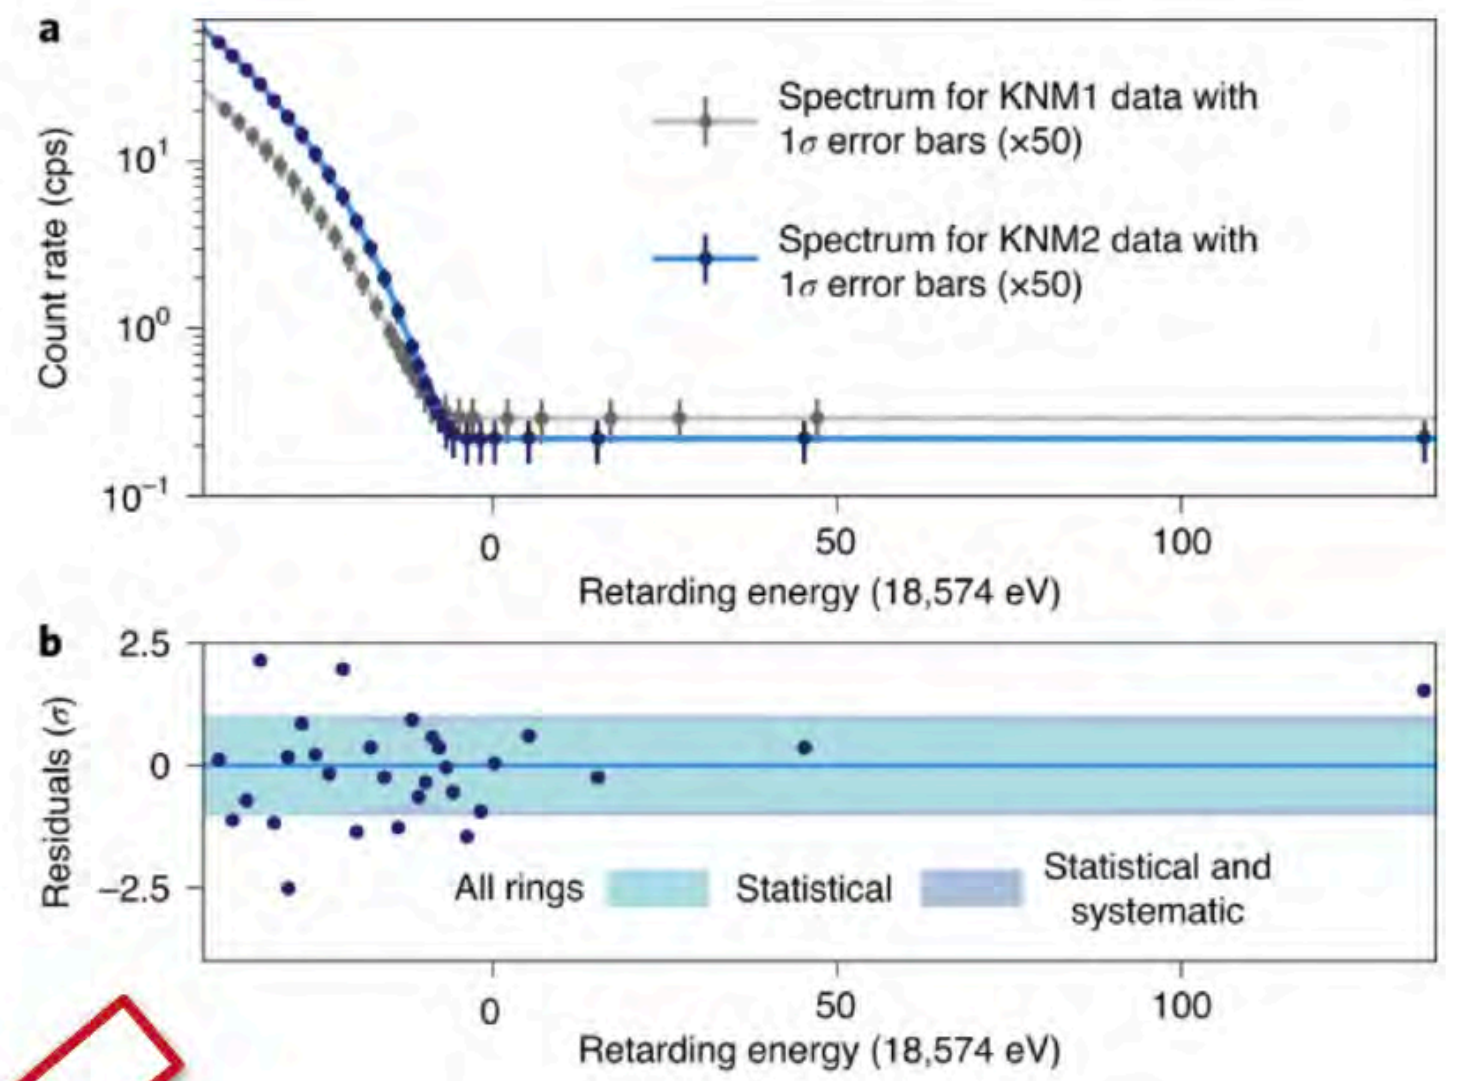 a
Spectrum for KNM1 data with
1σ error bars (×50)
Spectrum for KNM2 data with
1σ error bars (×50)
Count rate (cps)
10¹
10⁰
10⁻¹
0 50 100
Retarding energy (18,574 eV)
b
Residuals (σ)
2.5
0
−2.5
All rings Statistical Statistical and
systematic
0 50 100
Retarding energy (18,574 eV)